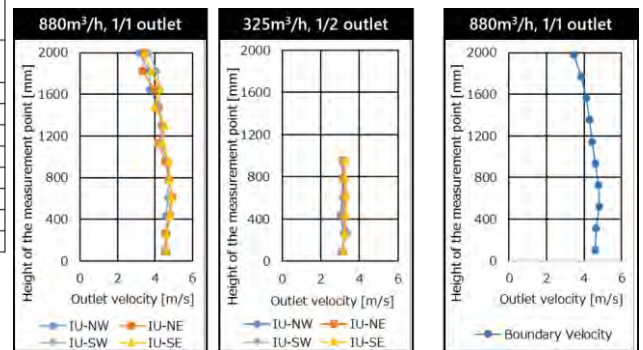 880m³/h, 1/1 outlet
Height of the measurement point [mm]
2000
1600
1200
800
400
0
0 2 4 6
Outlet velocity [m/s]
IU-NW IU-NE
IU-SW IU-SE
325m³/h, 1/2 outlet
Height of the measurement point [mm]
2000
1600
1200
800
400
0
0 2 4 6
Outlet velocity [m/s]
IU-NW IU-NE
IU-SW IU-SE
880m³/h, 1/1 outlet
Height of the measurement point [mm]
2000
1600
1200
800
400
0
0 2 4 6
Outlet velocity [m/s]
Boundary Velocity